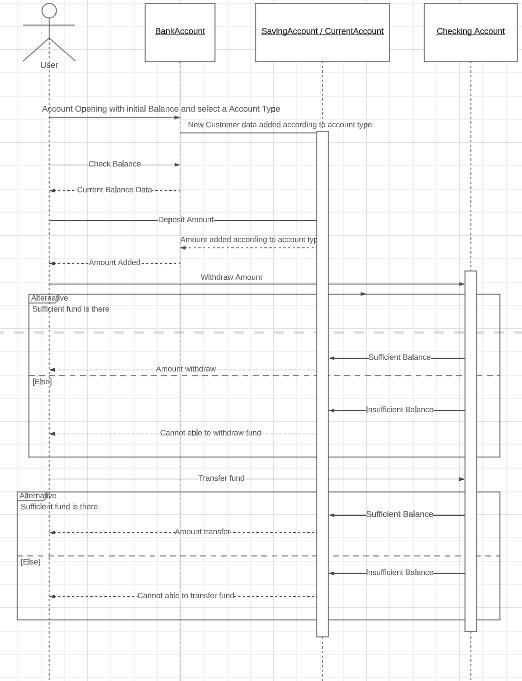 BankAccount
SavingAccount / CurrentAccount
Checking Account
User
Account Opening with initial Balance and select a Account Type
New Customer data added according to account type
Check Balance
Current Balance Data
Deposit Amount
Amount added according to account typ
Amount Added
Withdraw Amount
Alternative
Sufficient fund is there
Sufficient Balance
Amount withdraw
[Else]
Insufficient Balance
Cannot able to withdraw fund
Transfer fund
Alternative
Sufficient fund is there
Sufficient Balance
Amount transfer
[Else]
Insufficient Balance
Cannot able to transfer fund